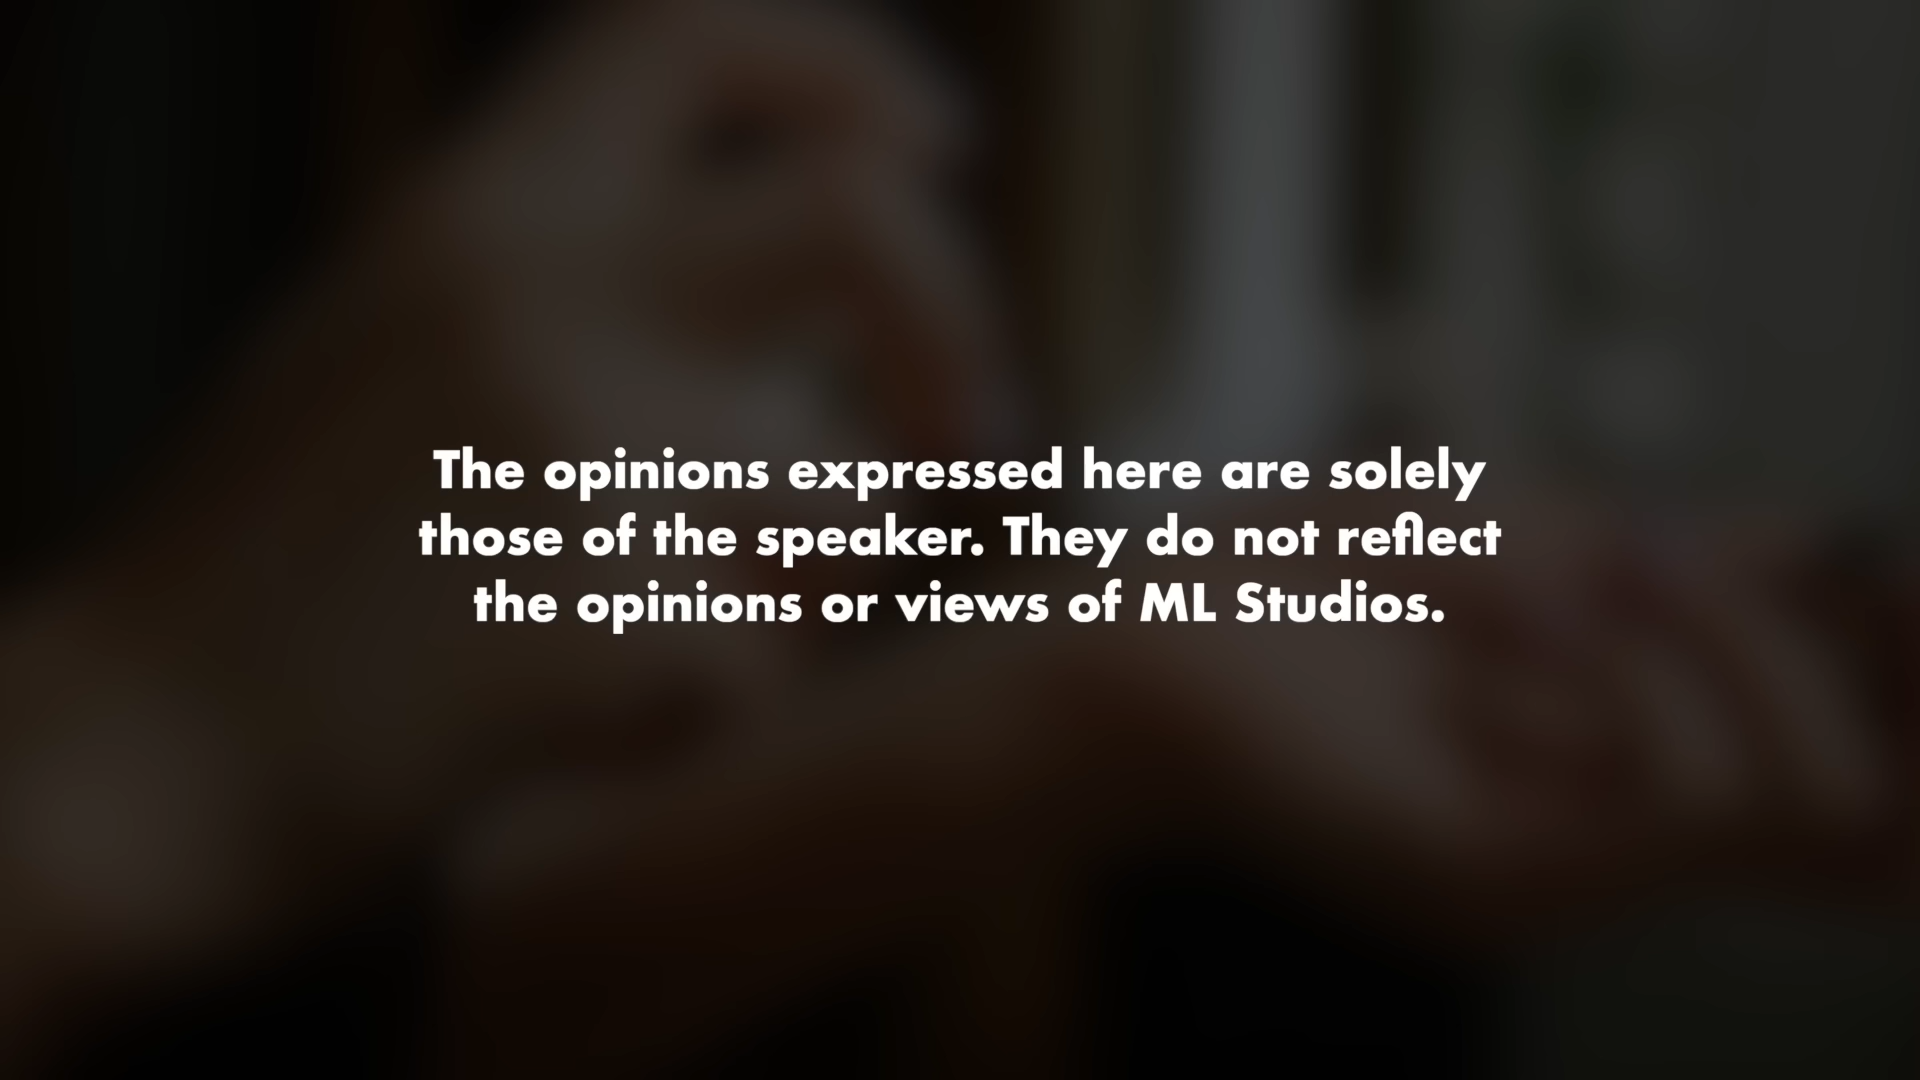 The opinions expressed here are solely
those of the speaker. They do not reflect
the opinions or views of ML Studios.